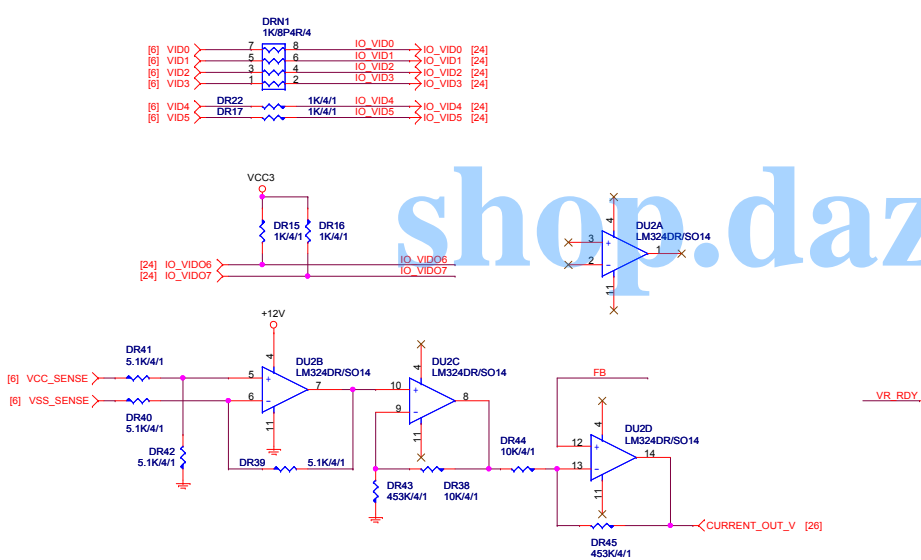 DRN1
1K/8P4R/4
[6] VID0 7 8 IO_VID0 IO_VID0 [24]
[6] VID1 5 6 IO_VID1 IO_VID1 [24]
[6] VID2 3 4 IO_VID2 IO_VID2 [24]
[6] VID3 1 2 IO_VID3 IO_VID3 [24]
[6] VID4 DR22 1K/4/1 IO_VID4 IO_VID4 [24]
[6] VID5 DR17 1K/4/1 IO_VID5 IO_VID5 [24]
VCC3
DR15 DR16
1K/4/1 1K/4/1
[24] IO_VIDO6 IO_VIDO6
[24] IO_VIDO7 IO_VIDO7
shop.daz
DU2A
LM324DR/SO14
4
3 + 1
2 -
11
+12V
DR41
5.1K/4/1
[6] VCC_SENSE
[6] VSS_SENSE
DR40
5.1K/4/1
DR42
5.1K/4/1
4
DU2B
LM324DR/SO14
5 + 7
6 -
11
DR39 5.1K/4/1
4
DU2C
LM324DR/SO14
10 + 8
9 -
11
DR43
453K/4/1
DR38
10K/4/1
DR44
10K/4/1
FB
4
DU2D
LM324DR/SO14
12 + 14
13 -
11
DR45
453K/4/1
CURRENT_OUT_V [26]
VR_RDY